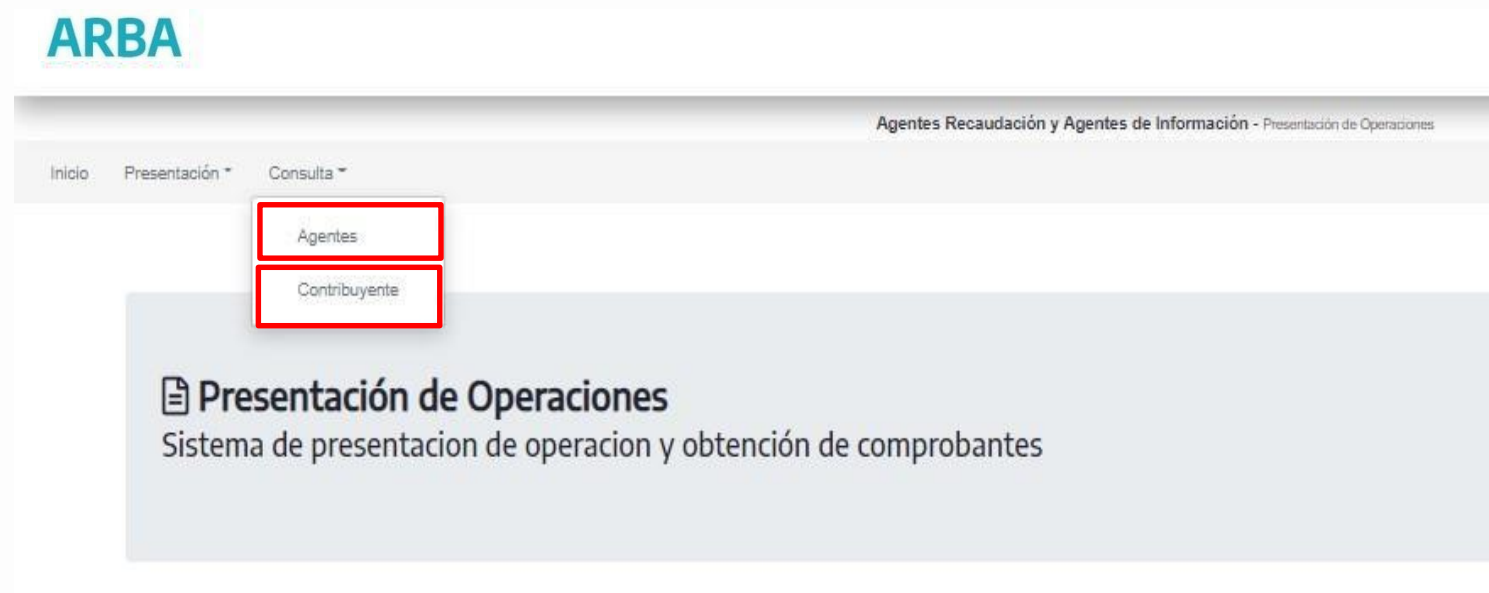 ARBA
Agentes Recaudación y Agentes de Información - Presentación de Operaciones
Inicio Presentación Consulta
Agentes
Contribuyente
Presentación de Operaciones
Sistema de presentacion de operacion y obtención de comprobantes